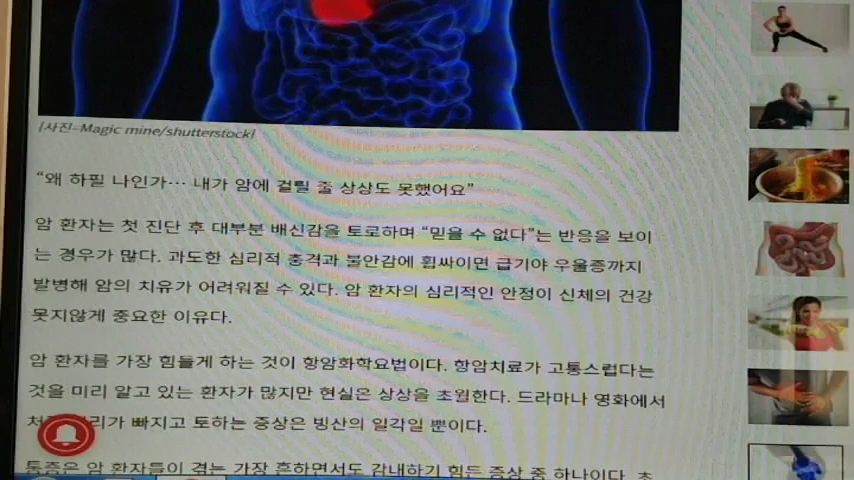 [사진-Magic mine/shutterstock]
“왜 하필 나인가… 내가 암에 걸릴 줄 상상도 못했어요”
암 환자는 첫 진단 후 대부분 배신감을 토로하며 “믿을 수 없다”는 반응을 보이
는 경우가 많다. 과도한 심리적 충격과 불안감에 휩싸이면 급기야 우울증까지
발병해 암의 치유가 어려워질 수 있다. 암 환자의 심리적인 안정이 신체의 건강
못지않게 중요한 이유다.
암 환자를 가장 힘들게 하는 것이 항암화학요법이다. 항암치료가 고통스럽다는
것을 미리 알고 있는 환자가 많지만 현실은 상상을 초월한다. 드라마나 영화에서
빠지고 토하는 증상은 빙산의 일각일 뿐이다.
통증은 암 환자들이 겪는 가장 흔하면서도 감내하기 힘든 증상 중 하나이다.